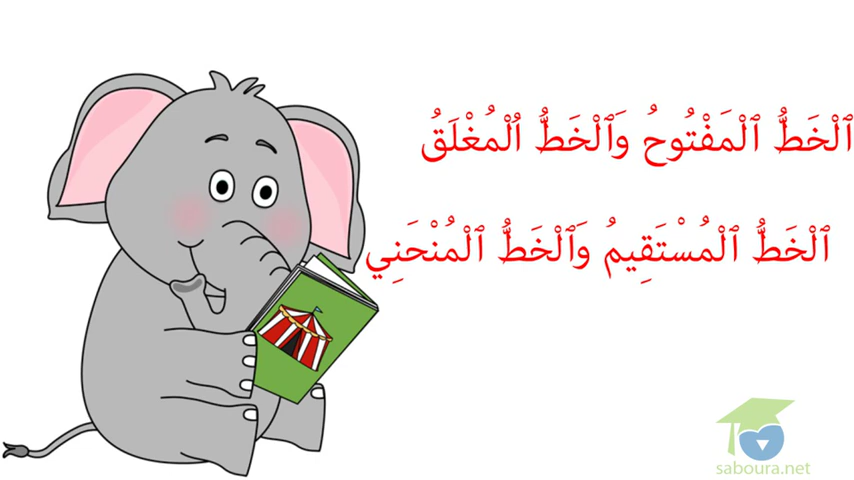 ٱلْخَطُّ ٱلْمَفْتُوحُ وَٱلْخَطُّ ٱلْمُغْلَقُ
ٱلْخَطُّ ٱلْمُسْتَقِيمُ وَٱلْخَطُّ ٱلْمُنْحَنِي
saboura.net